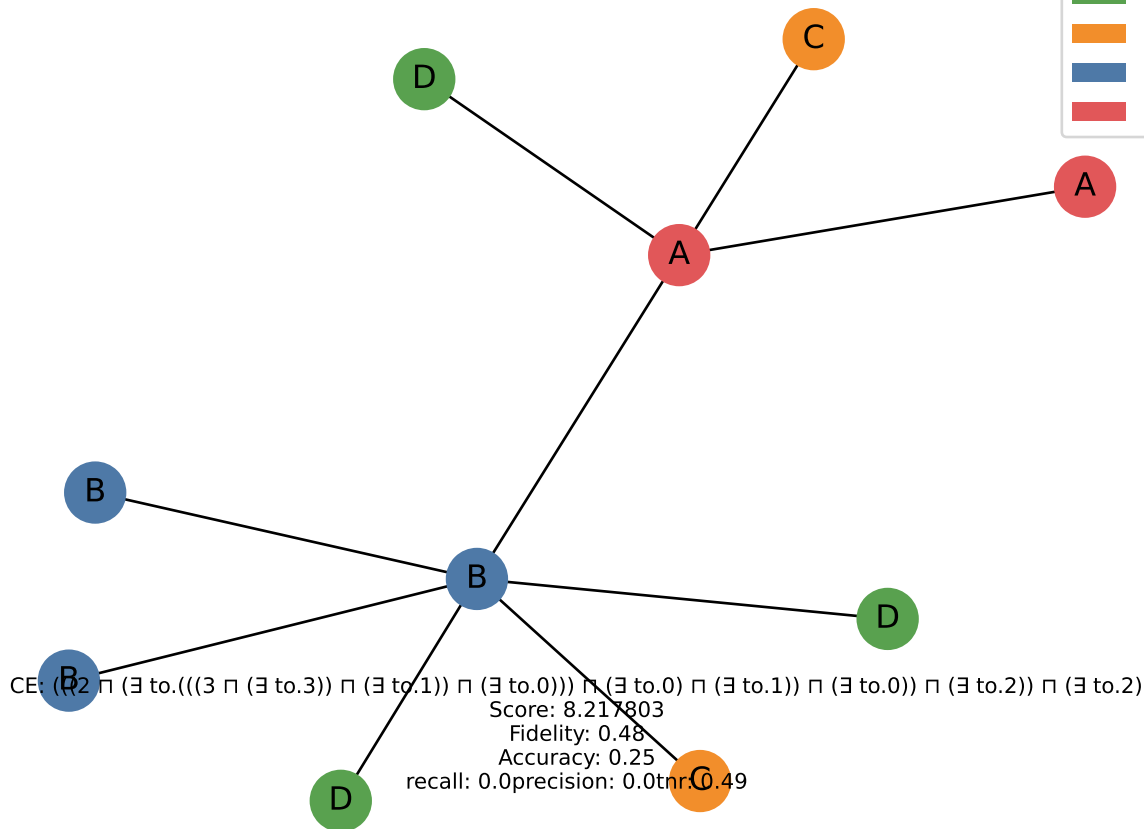 C
D
A
A
B
B
D
B
CE: (((2 ⊓ (∃ to.(((3 ⊓ (∃ to.3)) ⊓ (∃ to.1)) ⊓ (∃ to.0))) ⊓ (∃ to.0) ⊓ (∃ to.1)) ⊓ (∃ to.0)) ⊓ (∃ to.2)) ⊓ (∃ to.2)
Score: 8.217803
Fidelity: 0.48
Accuracy: 0.25
recall: 0.0precision: 0.0tnr: 0.49
C
D